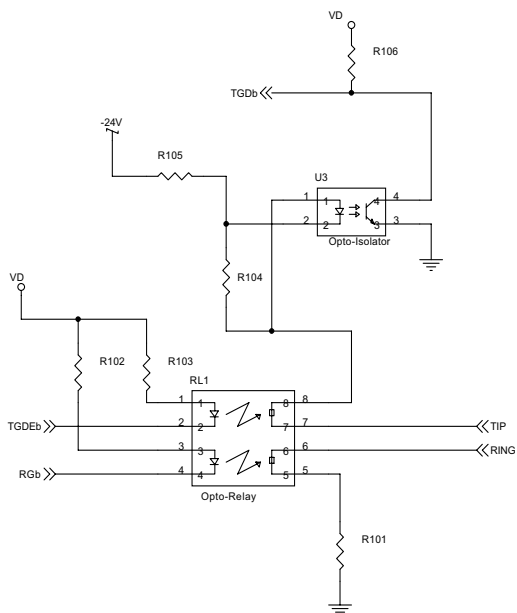 VD
R106
TGDb
-24V
R105
U3
1 1 4 4
2 2 3 3
Opto-Isolator
R104
VD
R102 R103
RL1
1 1 8 8
TGDEb 2 2 7 7 TIP
3 3 6 6 RING
RGb 4 4 5 5
Opto-Relay
R101